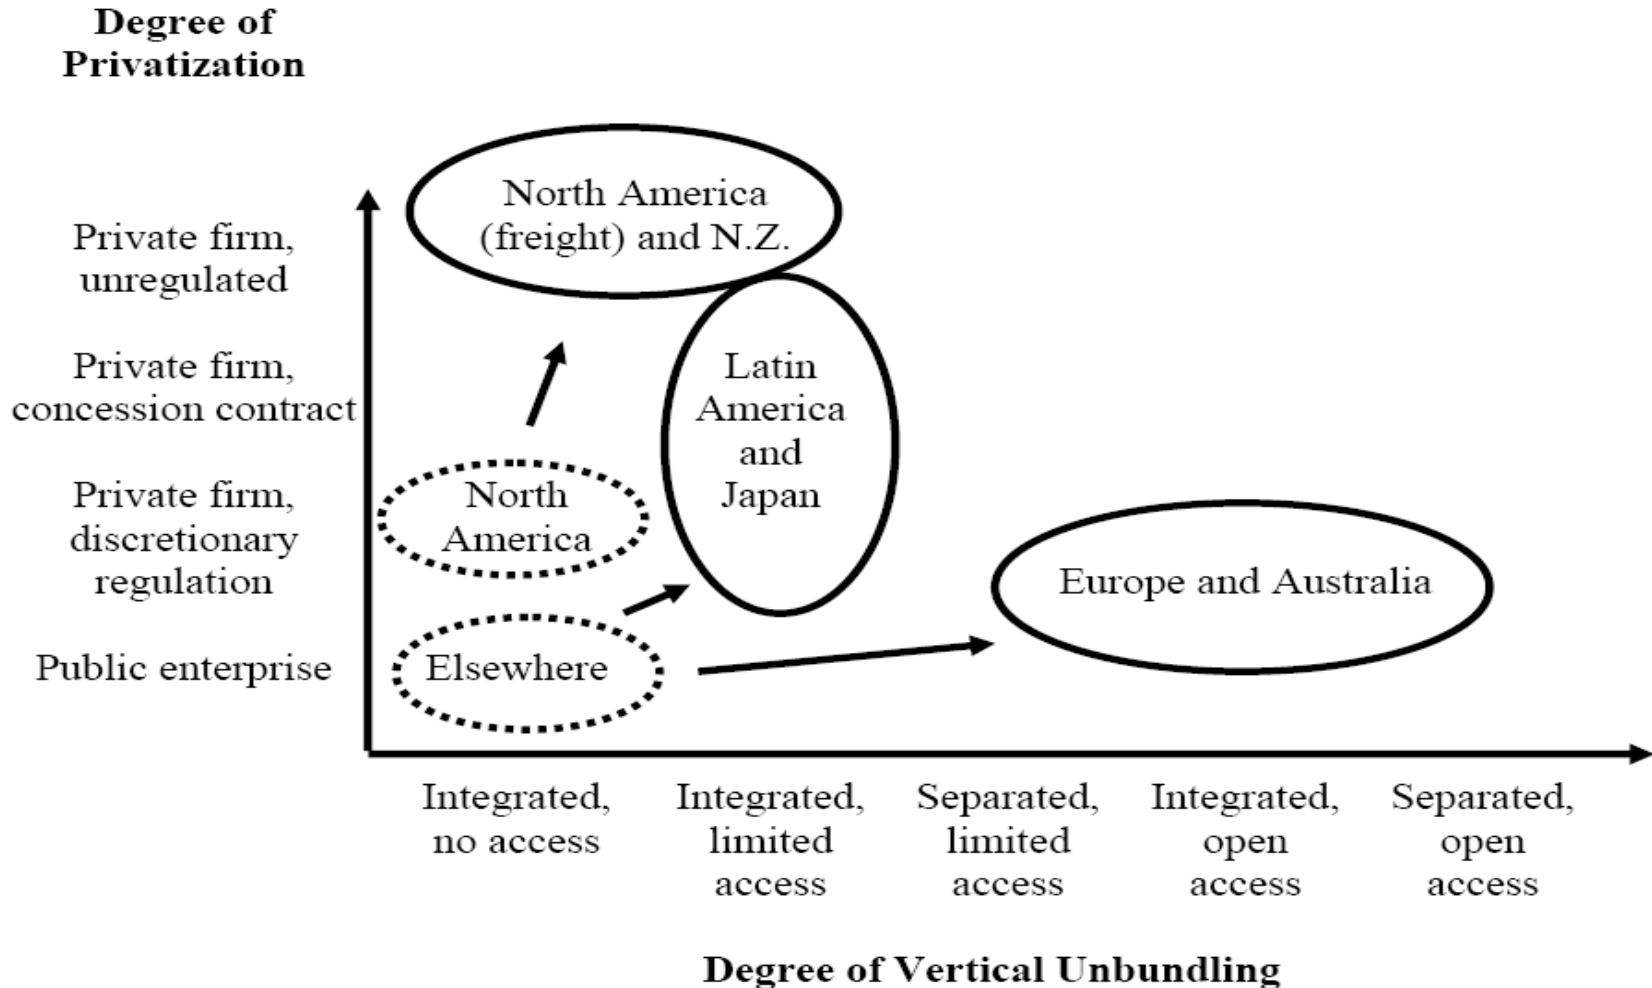 Degree of
Privatization
North America
(freight) and N.Z.
Private firm,
unregulated
Private firm,
concession contract
Latin
America
and
Japan
Private firm,
discretionary
regulation
North
America
Europe and Australia
Public enterprise
Elsewhere
Integrated,
no access
Integrated,
limited
access
Separated,
limited
access
Integrated,
open
access
Separated,
open
access
Degree of Vertical Unbundling